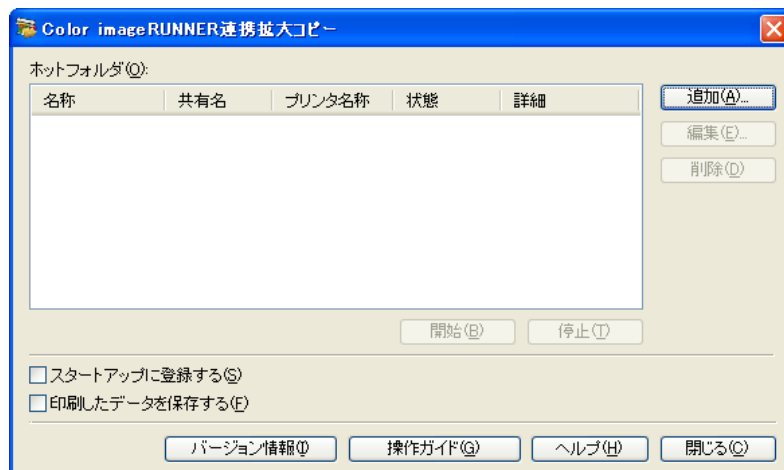 Color imageRUNNER連携拡大コピー
ホットフォルダ(O):
名称 共有名 プリンタ名称 状態 詳細
追加(A)...
編集(E)...
削除(D)
開始(B) 停止(T)
スタートアップに登録する(S)
印刷したデータを保存する(F)
バージョン情報(I) 操作ガイド(G) ヘルプ(H) 閉じる(C)